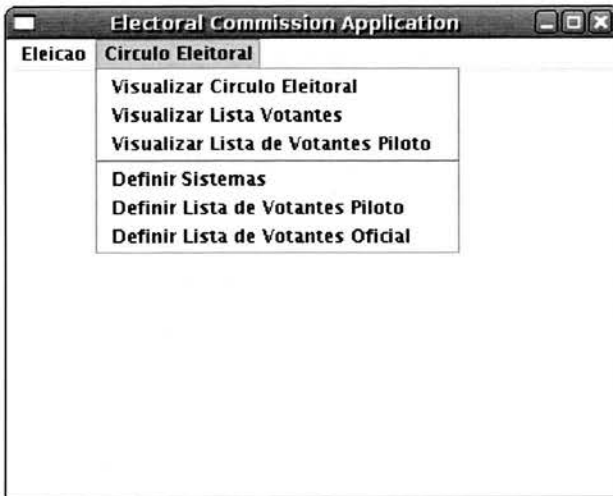 Electoral Commission Application
Eleicao Circulo Eleitoral
Visualizar Circulo Eleitoral
Visualizar Lista Votantes
Visualizar Lista de Votantes Piloto
Definir Sistemas
Definir Lista de Votantes Piloto
Definir Lista de Votantes Oficial